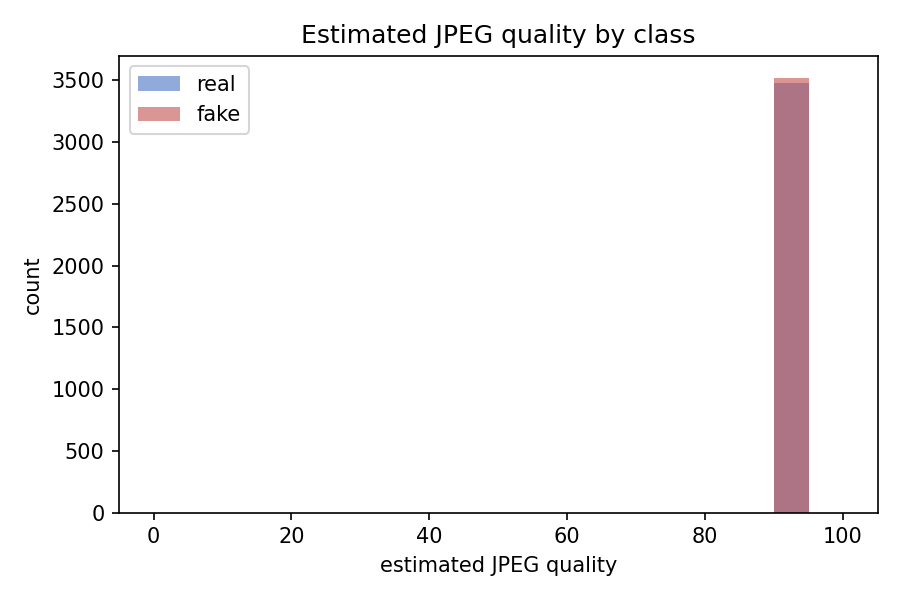 Estimated JPEG quality by class
real
fake
3500
3000
2500
2000
1500
1000
500
0
count
0 20 40 60 80 100
estimated JPEG quality